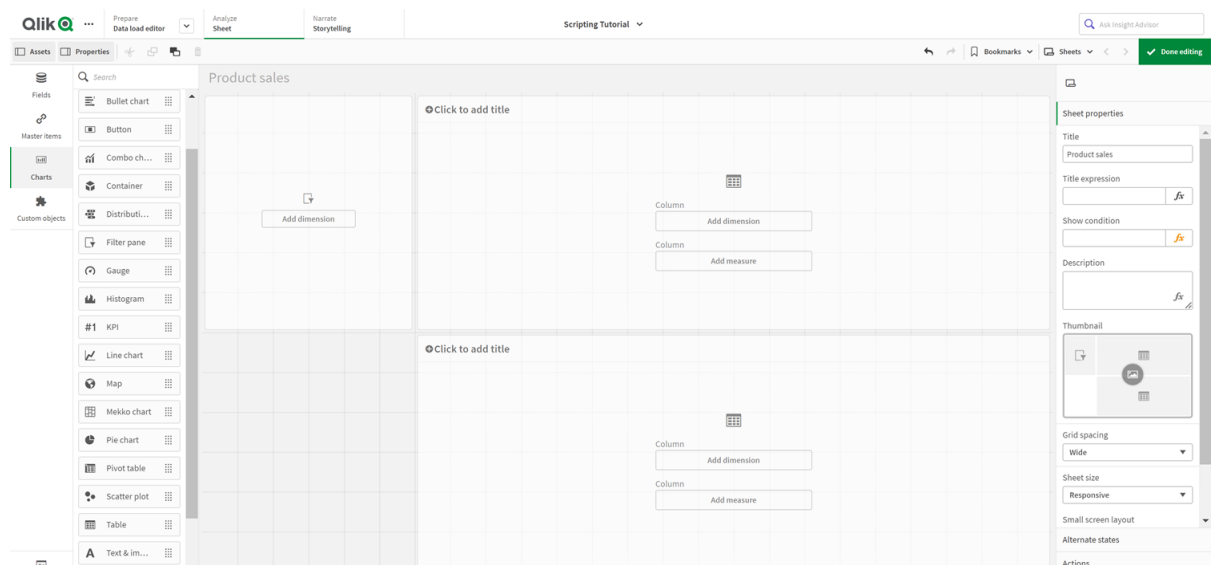 Qlik
Prepare
Data load editor
Analyze
Sheet
Narrate
Storytelling
Scripting Tutorial
Ask Insight Advisor
Assets
Properties
Bookmarks
Sheets
Done editing
Fields
Master items
Charts
Custom objects
Search
Bullet chart
Button
Combo ch...
Container
Distributi...
Filter pane
Gauge
Histogram
#1 KPI
Line chart
Map
Mekko chart
Pie chart
Pivot table
Scatter plot
Table
A Text & im...
Product sales
Add dimension
Click to add title
Column
Add dimension
Column
Add measure
Click to add title
Column
Add dimension
Column
Add measure
Sheet properties
Title
Product sales
Title expression
fx
Show condition
fx
Description
fx
Thumbnail
Grid spacing
Wide
Sheet size
Responsive
Small screen layout
Alternate states
Actions